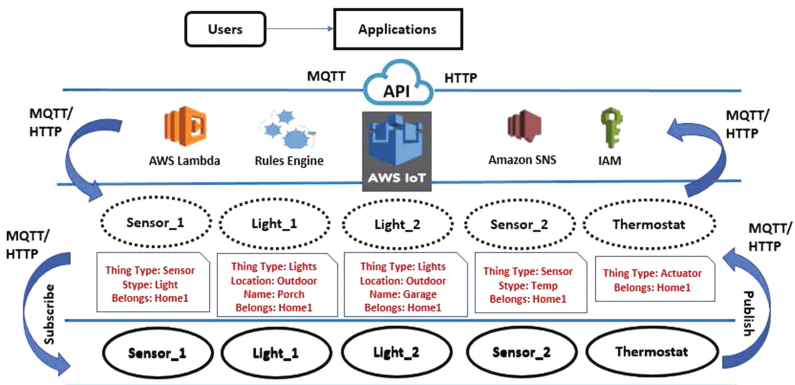 Users
Applications
MQTT
HTTP
API
MQTT/
HTTP
AWS Lambda
Rules Engine
AWS IoT
Amazon SNS
IAM
MQTT/
HTTP
Sensor_1
Light_1
Light_2
Sensor_2
Thermostat
MQTT/
HTTP
Thing Type: Sensor
Stype: Light
Belongs: Home1
Thing Type: Lights
Location: Outdoor
Name: Porch
Belongs: Home1
Thing Type: Lights
Location: Outdoor
Name: Garage
Belongs: Home1
Thing Type: Sensor
Stype: Temp
Belongs: Home1
Thing Type: Actuator
Belongs: Home1
MQTT/
HTTP
Subscribe
Publish
Sensor_1
Light_1
Light_2
Sensor_2
Thermostat